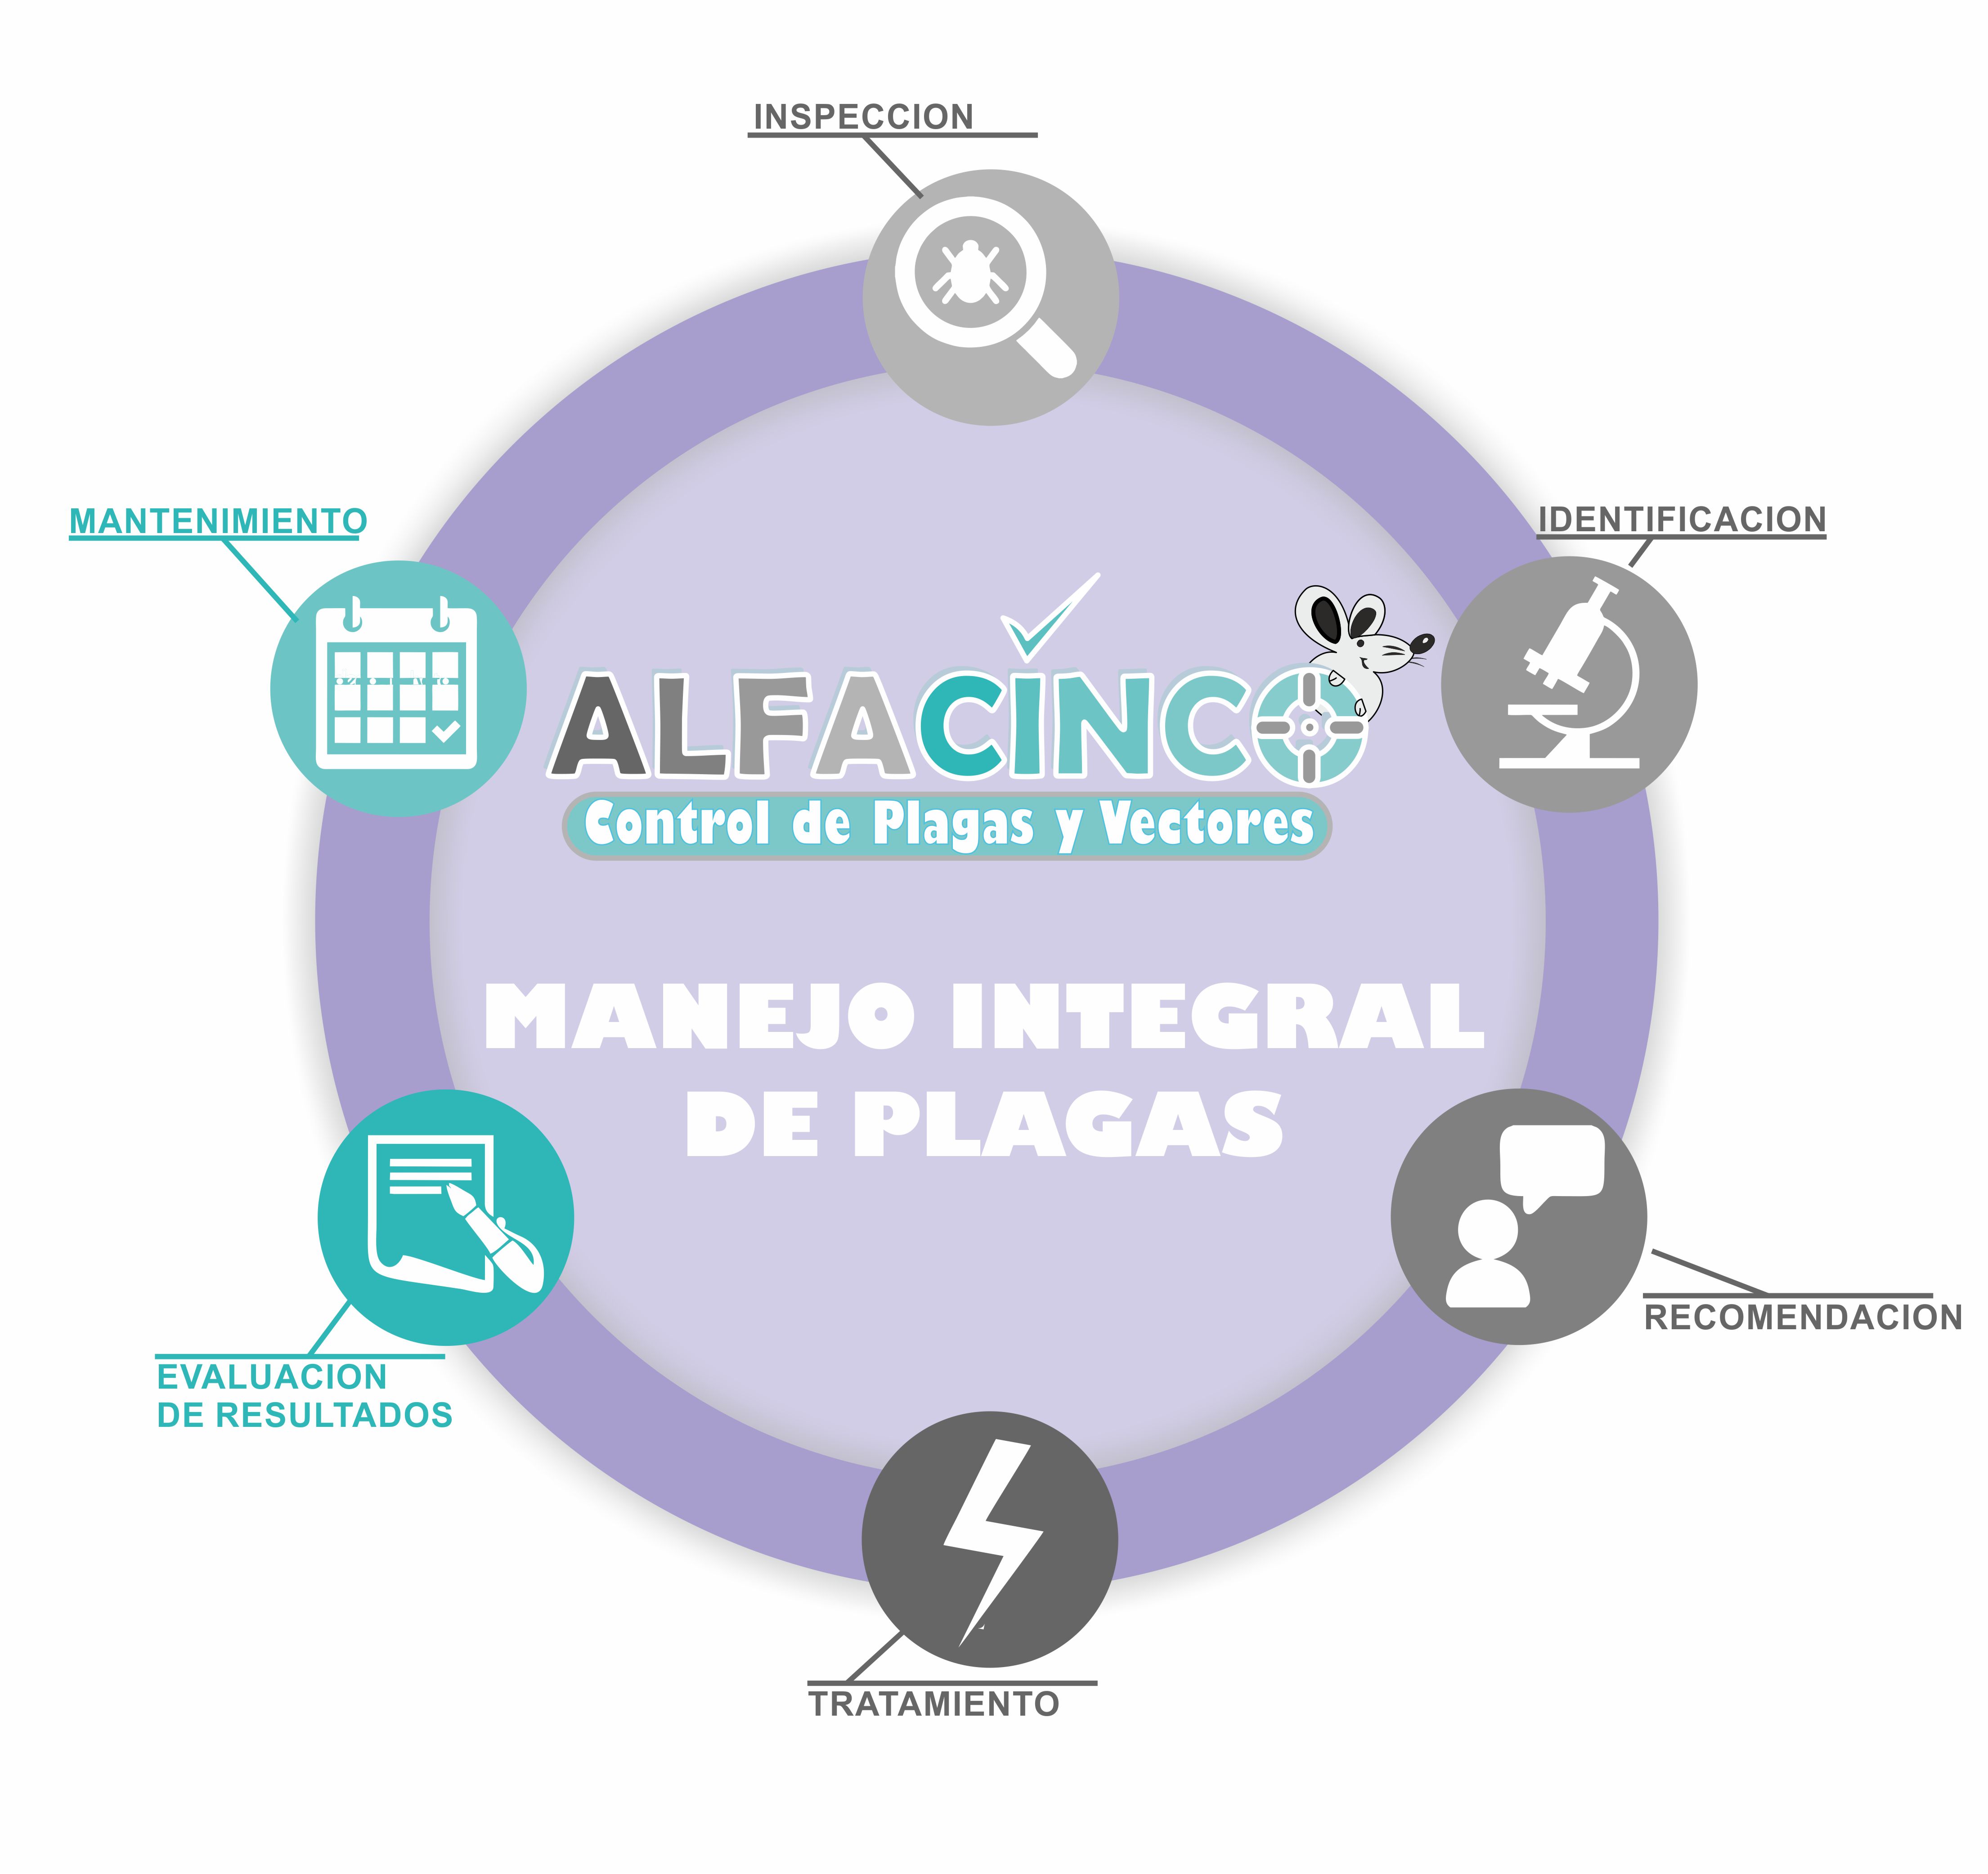 INSPECCION
IDENTIFICACION
MANTENIMIENTO
ALFACINCO
Control de Plagas y Vectores
MANEJO INTEGRAL
DE PLAGAS
RECOMENDACION
EVALUACION
DE RESULTADOS
TRATAMIENTO